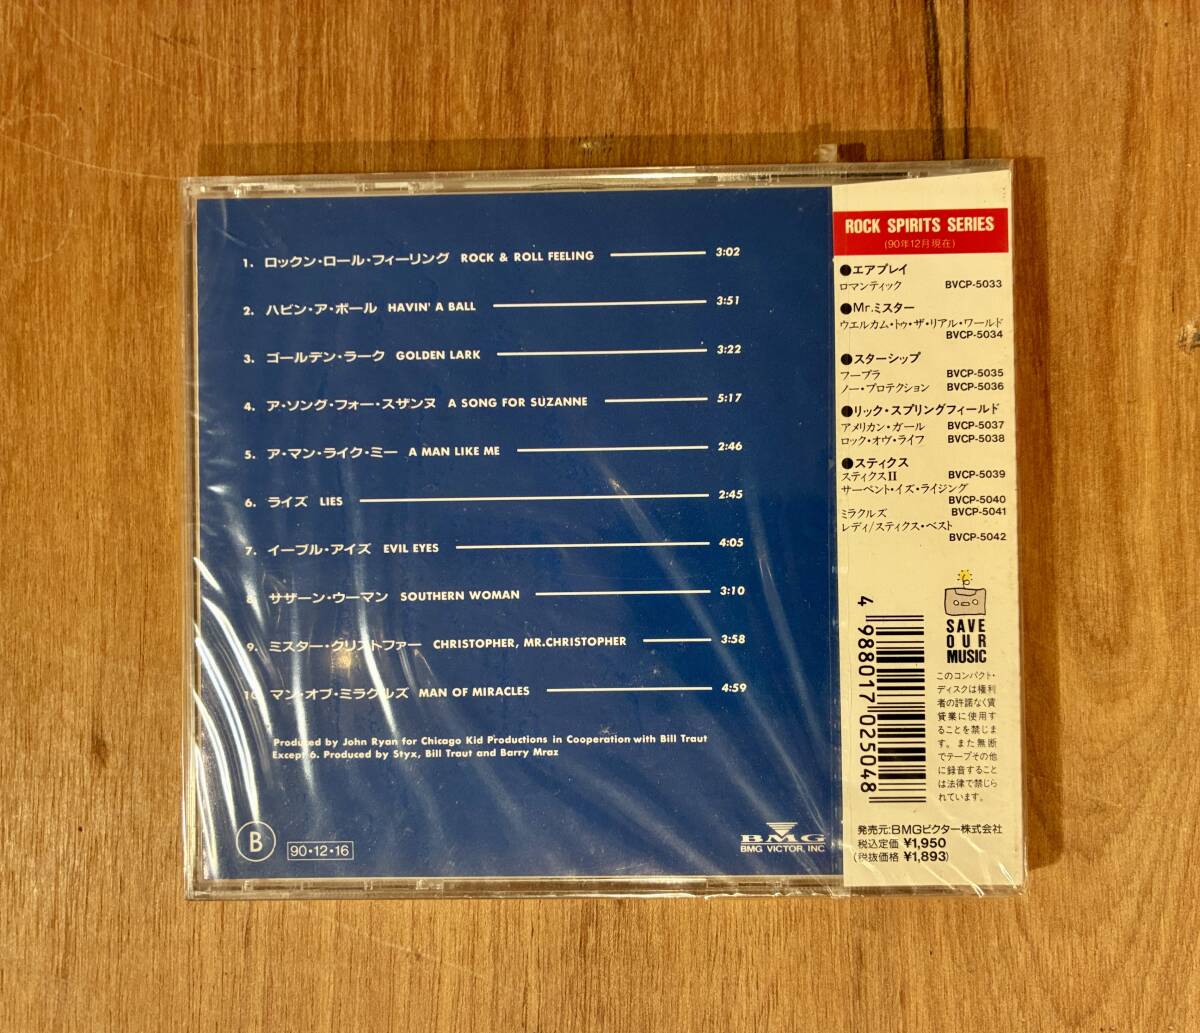 1. ロックン・ロール・フィーリング ROCK & ROLL FEELING 3:02
2. ハビン・ア・ボール HAVIN' A BALL 3:51
3. ゴールデン・ラーク GOLDEN LARK 3:22
4. ア・ソング・フォー・スザンヌ A SONG FOR SUZANNE 5:17
5. ア・マン・ライク・ミー A MAN LIKE ME 2:46
6. ライズ LIES 2:45
7. イーブル・アイズ EVIL EYES 4:05
8. サザーン・ウーマン SOUTHERN WOMAN 3:10
9. ミスター・クリストファー CHRISTOPHER, MR.CHRISTOPHER 3:58
10. マン・オブ・ミラクルズ MAN OF MIRACLES 4:59
Produced by John Ryan for Chicago Kid Productions in Cooperation with Bill Traut
Except 6. Produced by Styx, Bill Traut and Barry Mraz
B
90・12・16
BMG
BMG VICTOR, INC
ROCK SPIRITS SERIES
(90年12月現在)
●エアプレイ
ロマンティック BVCP-5033
●Mr.ミスター
ウエルカム・トゥ・ザ・リアル・ワールド
BVCP-5034
●スターシップ
フープラ BVCP-5035
ノー・プロテクション BVCP-5036
●リック・スプリングフィールド
アメリカン・ガール BVCP-5037
ロック・オヴ・ライフ BVCP-5038
●スティクス
スティクスII BVCP-5039
サーペント・イズ・ライジング
BVCP-5040
ミラクルズ BVCP-5041
レディ/スティクス・ベスト
BVCP-5042
4 988017 025048
SAVE
OUR
MUSIC
このコンパクト・
ディスクは権利
者の許諾なく賃
貸業に使用す
ることを禁じま
す。また無断
でテープその他
に録音すること
は法律で禁じら
れています。
発売元:BMGビクター株式会社
税込定価 ¥1,950
(税抜価格 ¥1,893)